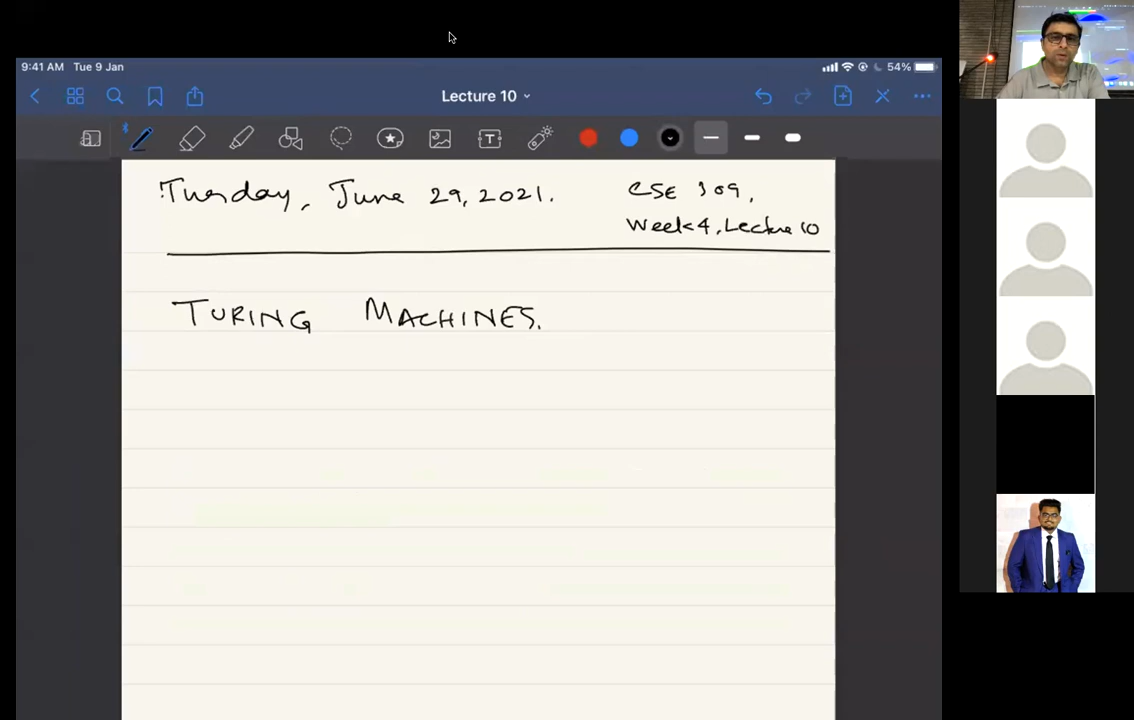 9:41 AM Tue 9 Jan 54%
Lecture 10
Tuesday, June 29, 2021. CSE 309,
Week 4, Lecture 10
TURING MACHINES.